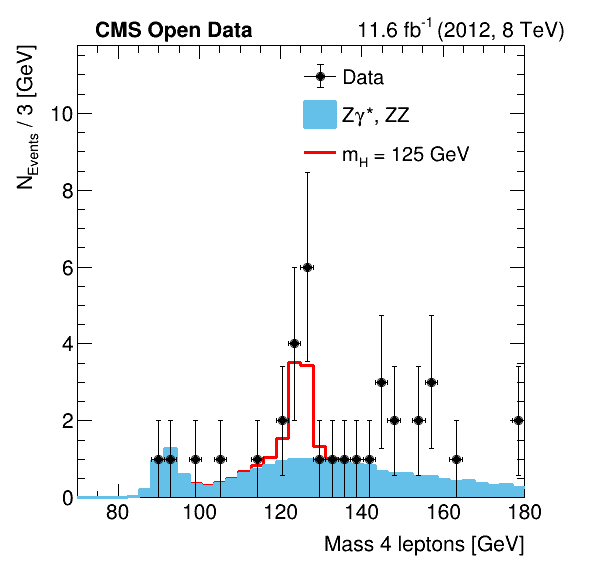 CMS Open Data
11.6 fb⁻¹ (2012, 8 TeV)
N_Events / 3 [GeV]
Data
Zγ*, ZZ
m_H = 125 GeV
10
8
6
4
2
0
80 100 120 140 160 180
Mass 4 leptons [GeV]